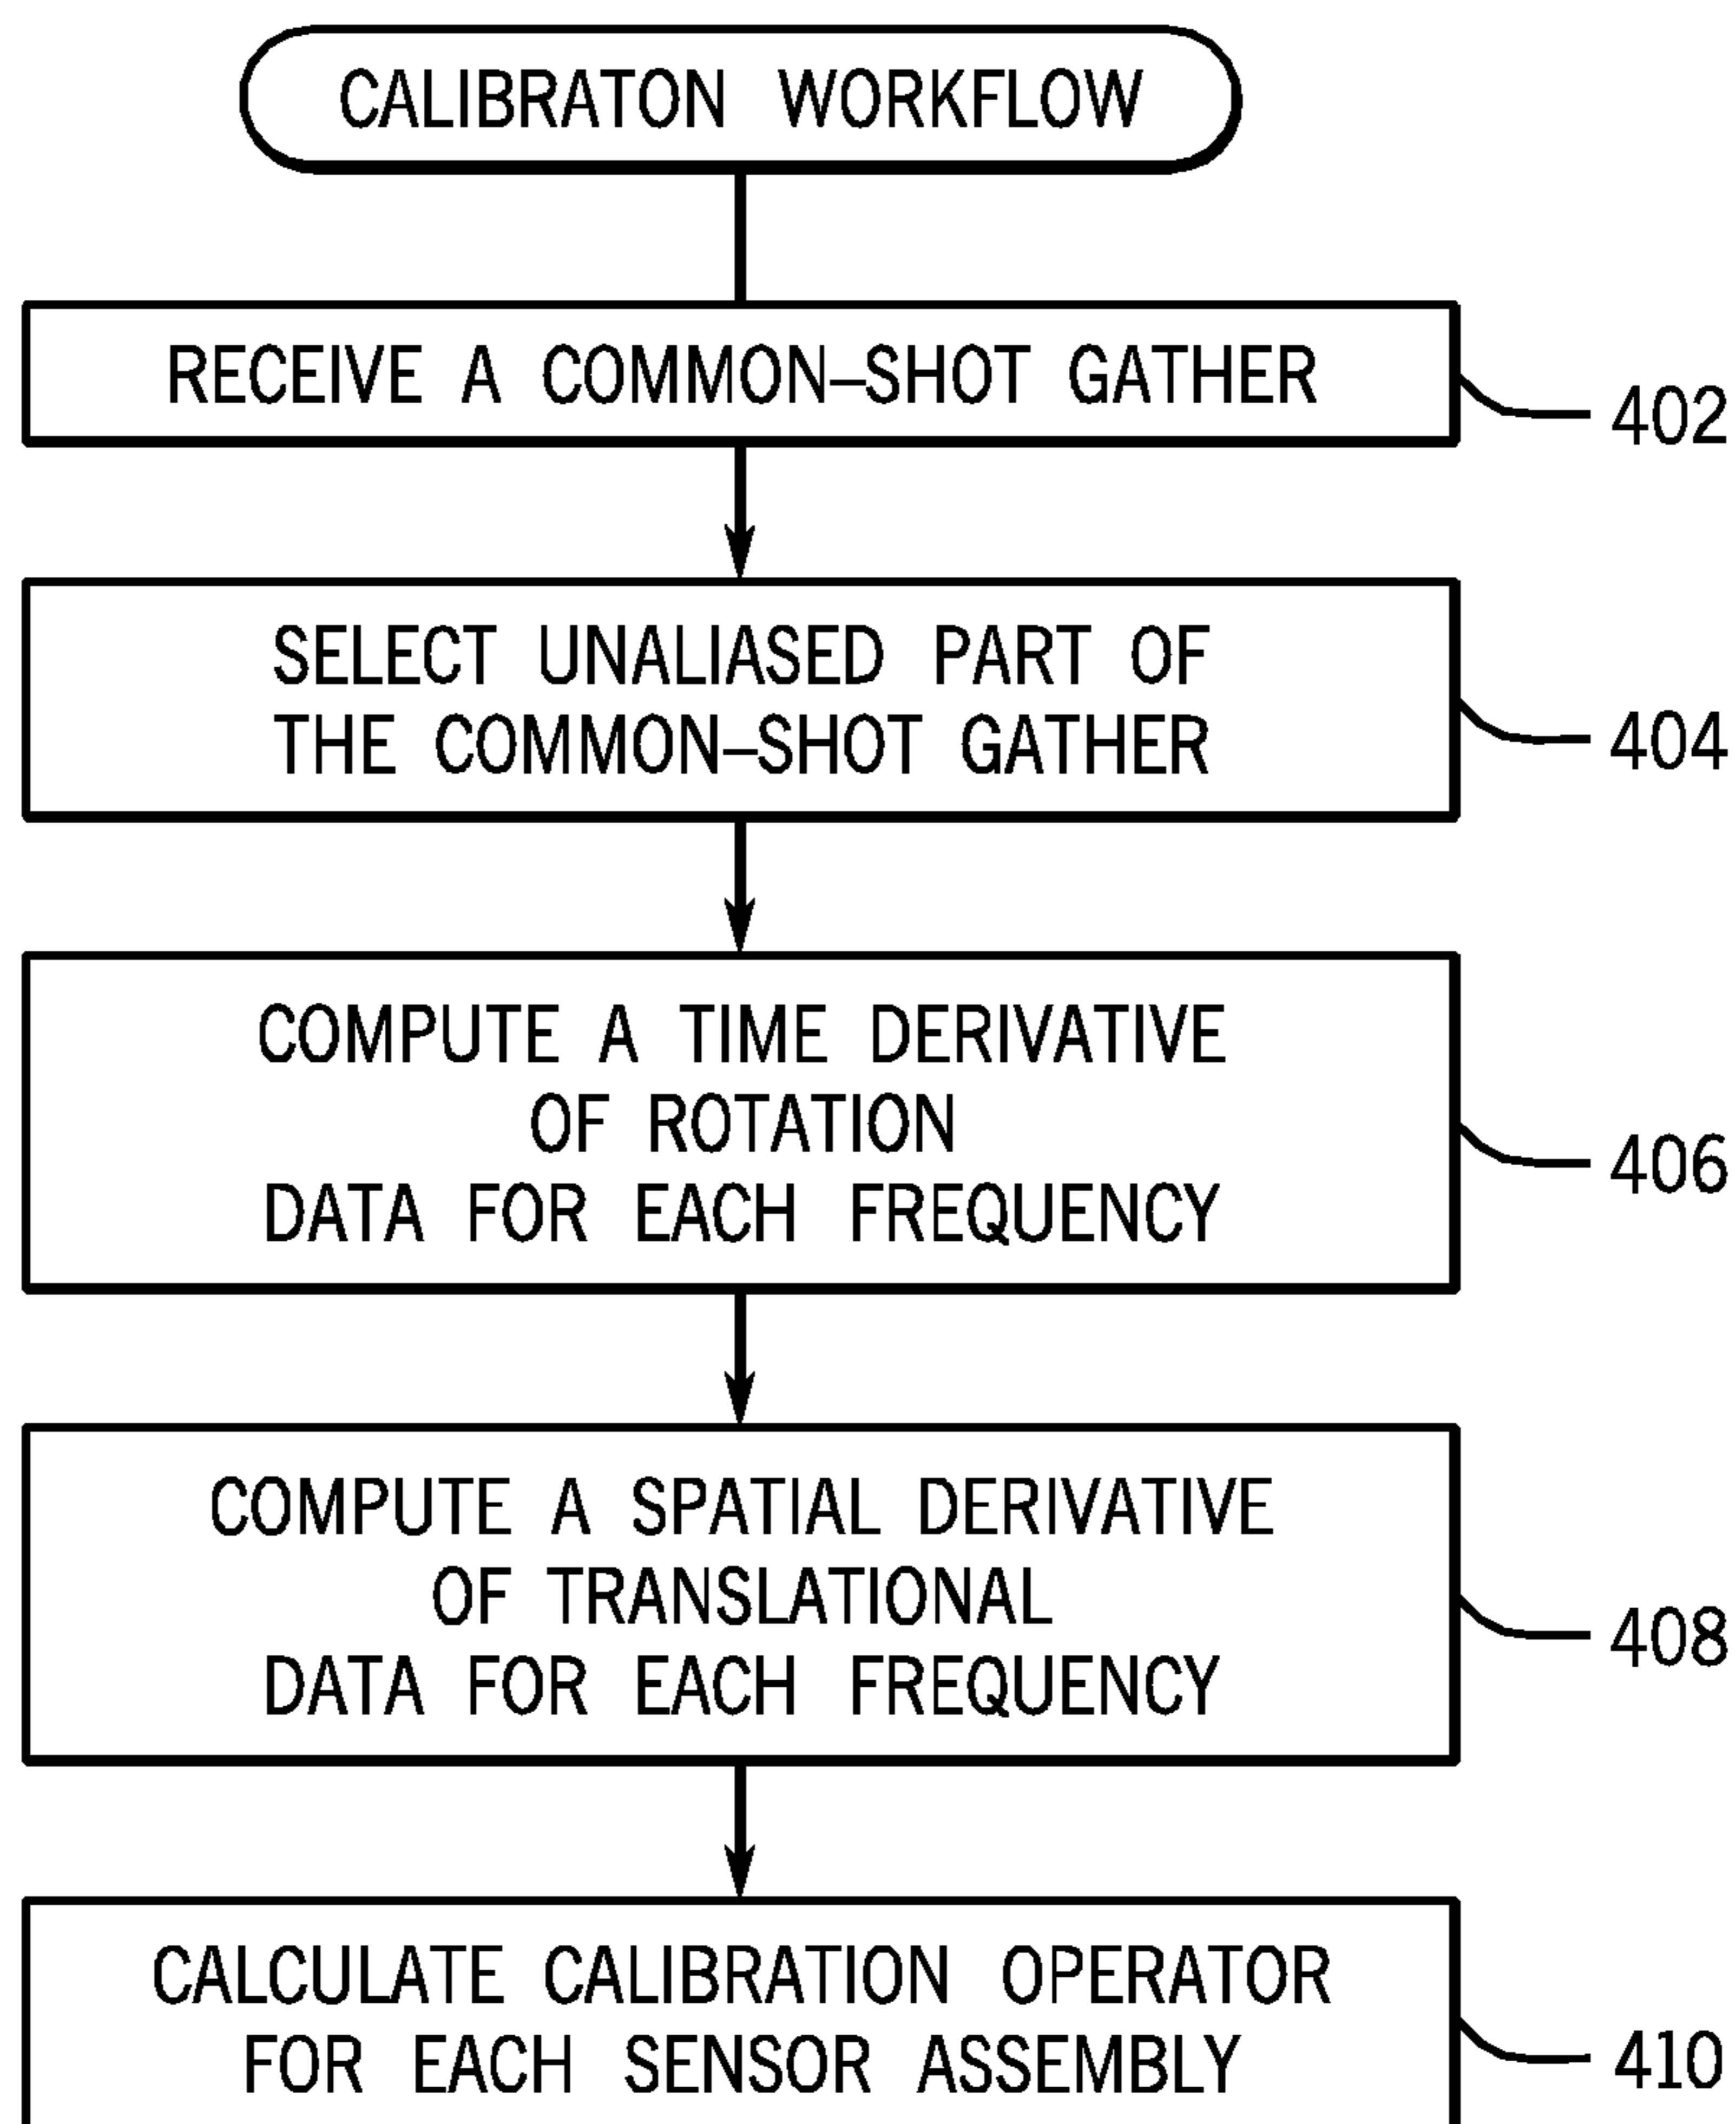 CALIBRATON WORKFLOW
RECEIVE A COMMON–SHOT GATHER
402
SELECT UNALIASED PART OF
THE COMMON–SHOT GATHER
404
COMPUTE A TIME DERIVATIVE
OF ROTATION
DATA FOR EACH FREQUENCY
406
COMPUTE A SPATIAL DERIVATIVE
OF TRANSLATIONAL
DATA FOR EACH FREQUENCY
408
CALCULATE CALIBRATION OPERATOR
FOR EACH SENSOR ASSEMBLY
410